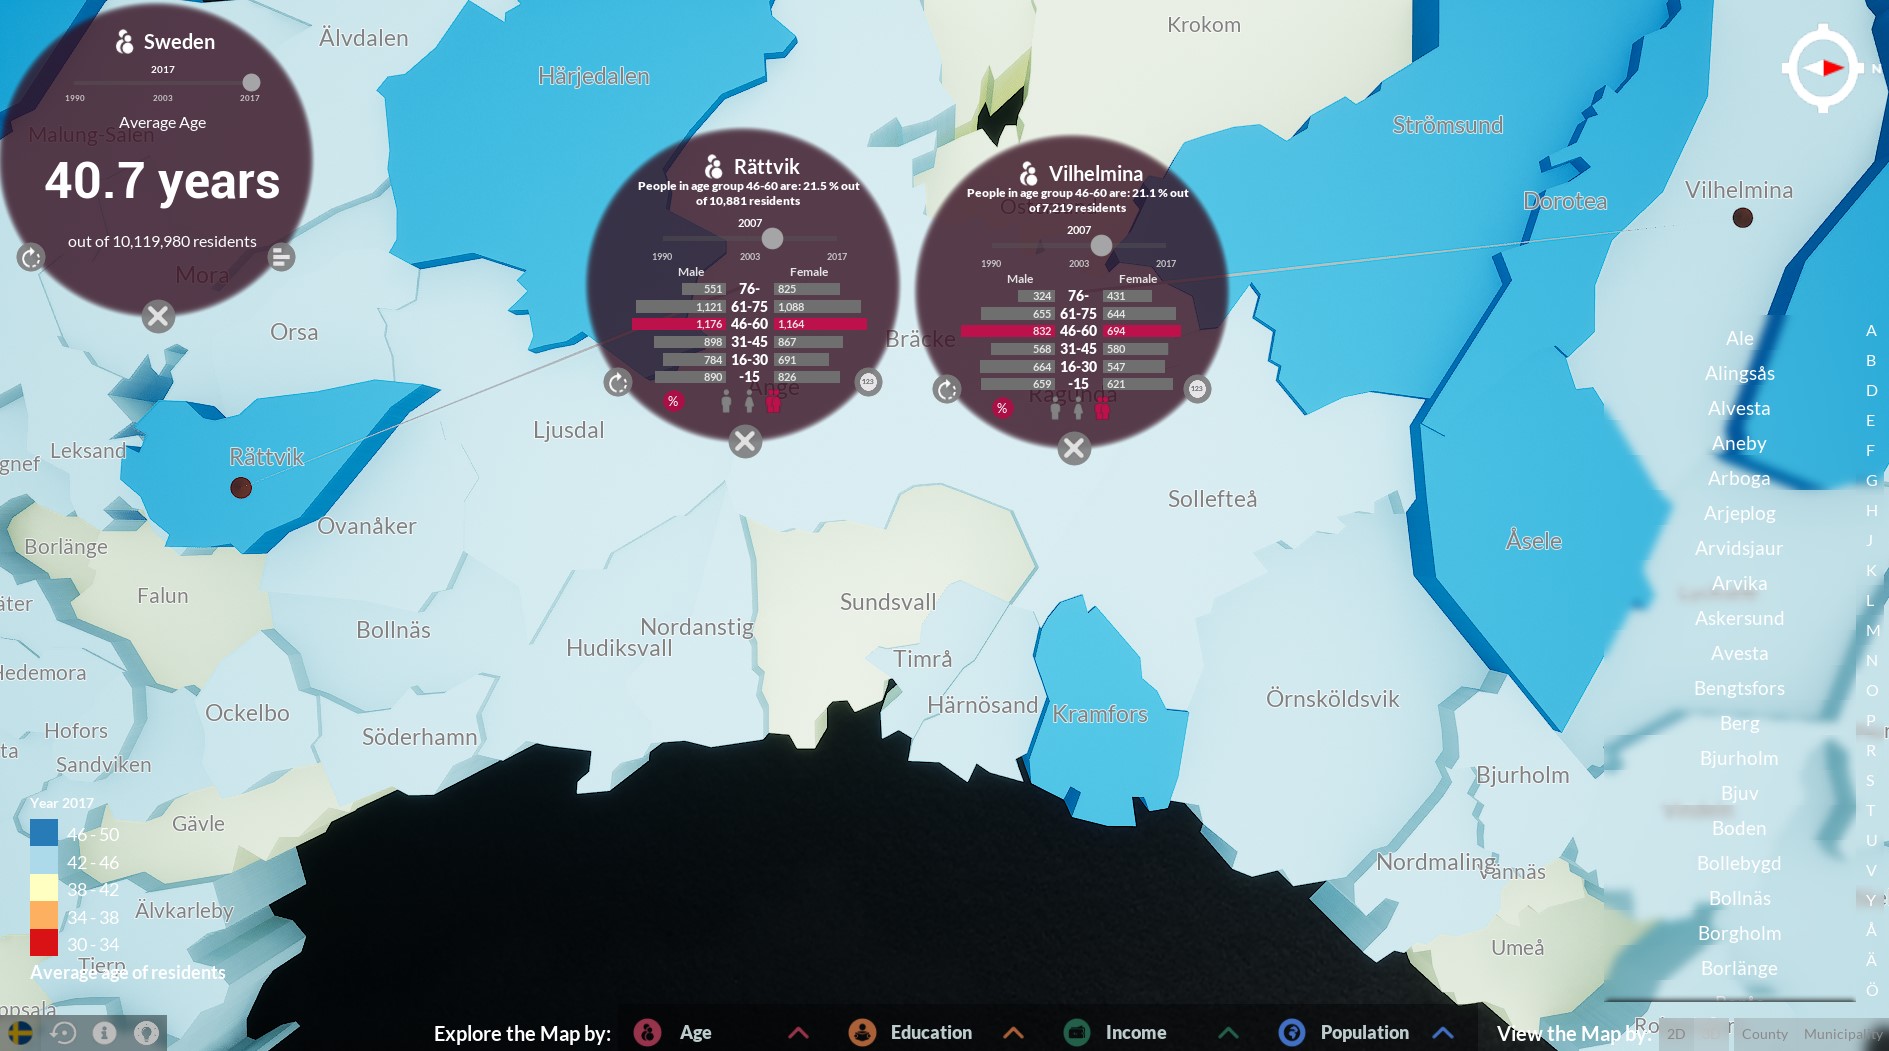 Sweden
2017
1990 2003 2017
Average Age
40.7 years
out of 10,119,980 residents
Malung-Sälen
Mora
Älvdalen
Härjedalen
Krokom
Strömsund
Dorotea
Vilhelmina
N
Rättvik
People in age group 46-60 are: 21.5 % out
of 10,881 residents
2007
1990 2003 2017
Male Female
551 76- 825
1,121 61-75 1,088
1,176 46-60 1,164
898 31-45 867
784 16-30 691
890 -15 826
% 123
Ånge
Vilhelmina
People in age group 46-60 are: 21.1 % out
of 7,219 residents
2007
1990 2003 2017
Male Female
324 76- 431
655 61-75 644
832 46-60 694
568 31-45 580
664 16-30 547
659 -15 621
% 123
Ragunda
Orsa
Bräcke
Leksand
Rättvik
gnef
Ljusdal
Sollefteå
Ovanåker
Borlänge
Åsele
Falun
äter
Bollnäs
Nordanstig
Hudiksvall
Sundsvall
Timrå
Hedemora
Härnösand
Kramfors
Örnsköldsvik
Ockelbo
Söderhamn
Hofors
ta
Sandviken
Bjurholm
Gävle
Nordmaling
Vännäs
Älvkarleby
Umeå
Tierp
ppsala
Year 2017
46 - 50
42 - 46
38 - 42
34 - 38
30 - 34
Average age of residents
Ale
Alingsås
Alvesta
Aneby
Arboga
Arjeplog
Arvidsjaur
Arvika
Askersund
Avesta
Bengtsfors
Berg
Bjurholm
Bjuv
Boden
Bollebygd
Bollnäs
Borgholm
Borlänge
A
B
D
E
F
G
H
J
K
L
M
N
O
P
R
S
T
U
V
Y
Å
Ä
Ö
Explore the Map by: Age Education Income Population View the Map by: 2D County Municipality